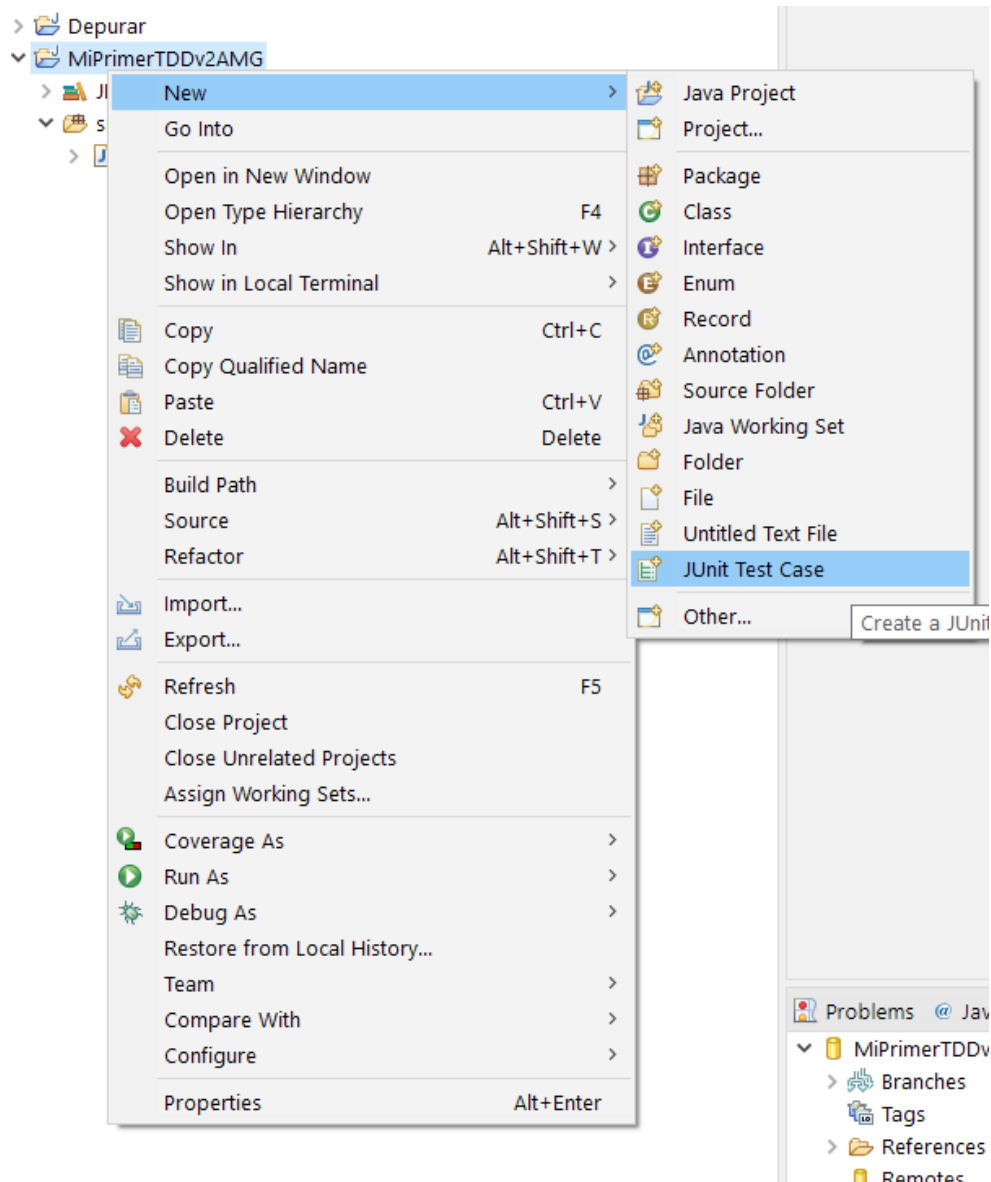 Depurar
MiPrimerTDDv2AMG
New
Go Into
Open in New Window
Open Type Hierarchy F4
Show In Alt+Shift+W >
Show in Local Terminal
Copy Ctrl+C
Copy Qualified Name
Paste Ctrl+V
Delete Delete
Build Path
Source Alt+Shift+S >
Refactor Alt+Shift+T >
Import...
Export...
Refresh F5
Close Project
Close Unrelated Projects
Assign Working Sets...
Coverage As
Run As
Debug As
Restore from Local History...
Team
Compare With
Configure
Properties Alt+Enter
Java Project
Project...
Package
Class
Interface
Enum
Record
Annotation
Source Folder
Java Working Set
Folder
File
Untitled Text File
JUnit Test Case
Other...
Create a JUnit
Problems @ Jav
MiPrimerTDDv
Branches
Tags
References
Remotes